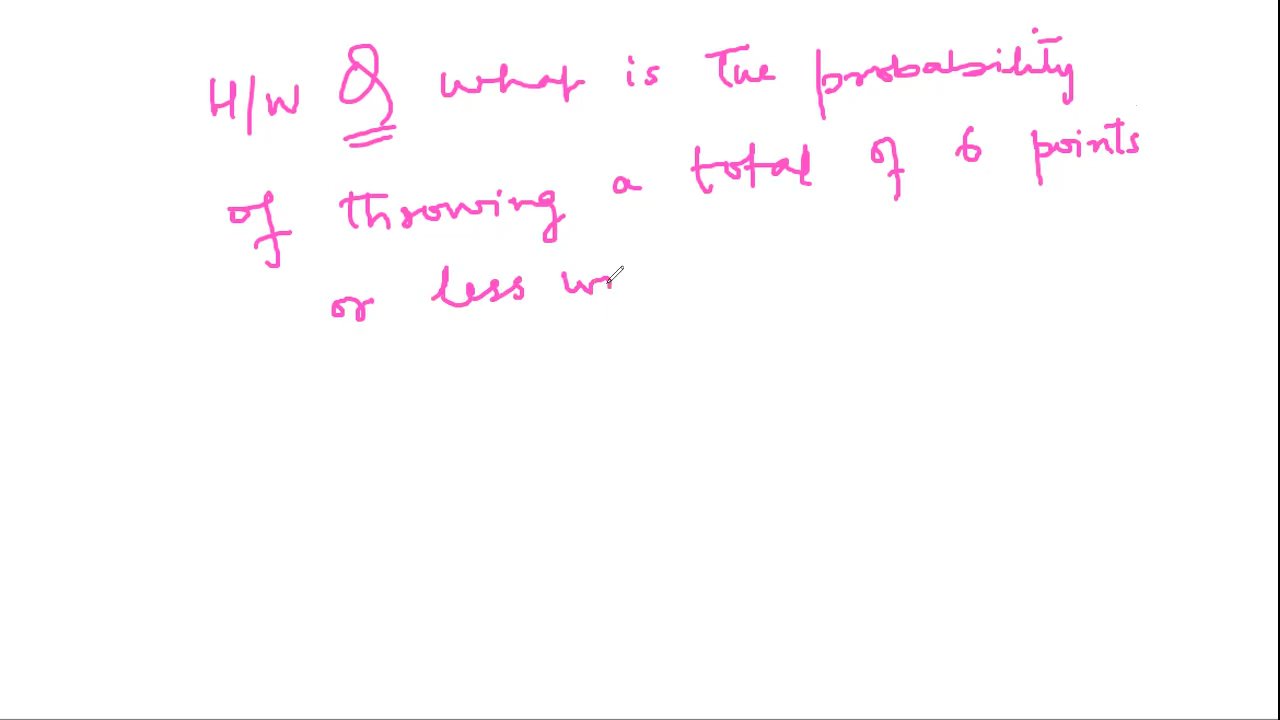 H/W Q what is the probability
of throwing a total of 6 points
or less